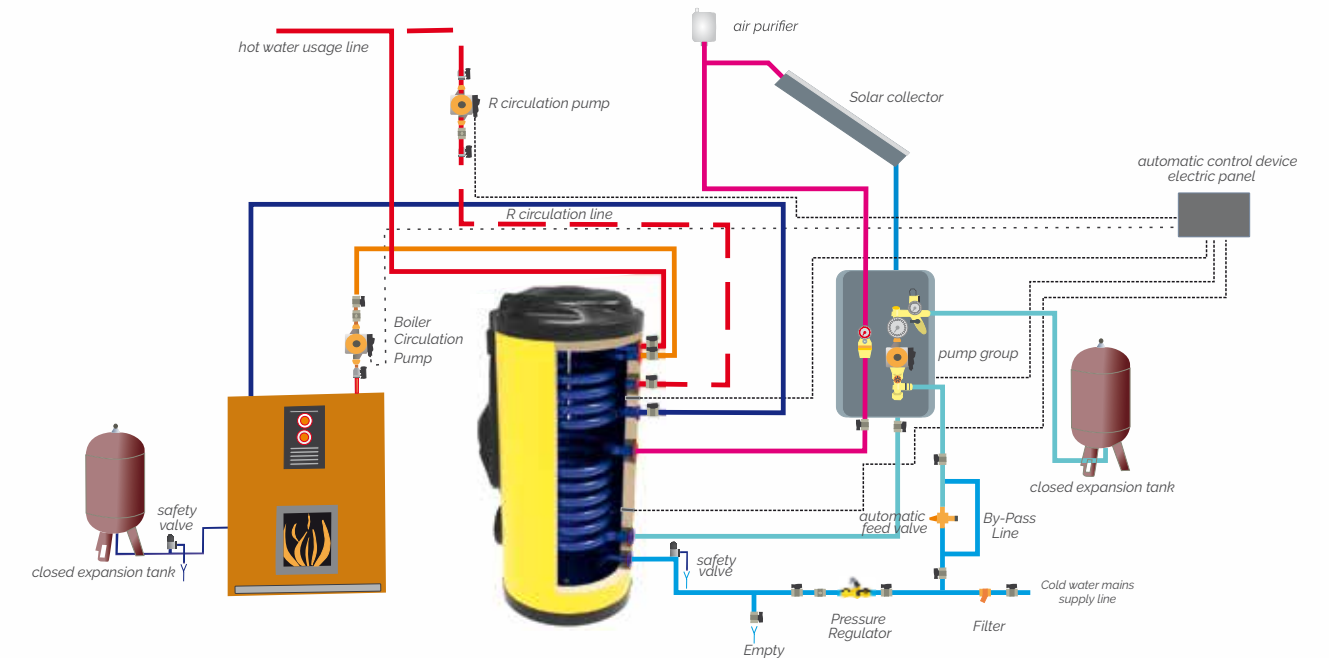 air purifier
hot water usage line
R circulation pump
Solar collector
automatic control device
electric panel
R circulation line
Boiler
Circulation
Pump
pump group
closed expansion tank
safety
valve
closed expansion tank
automatic
feed valve
By-Pass
Line
safety
valve
Cold water mains
supply line
Pressure
Regulator
Filter
Empty